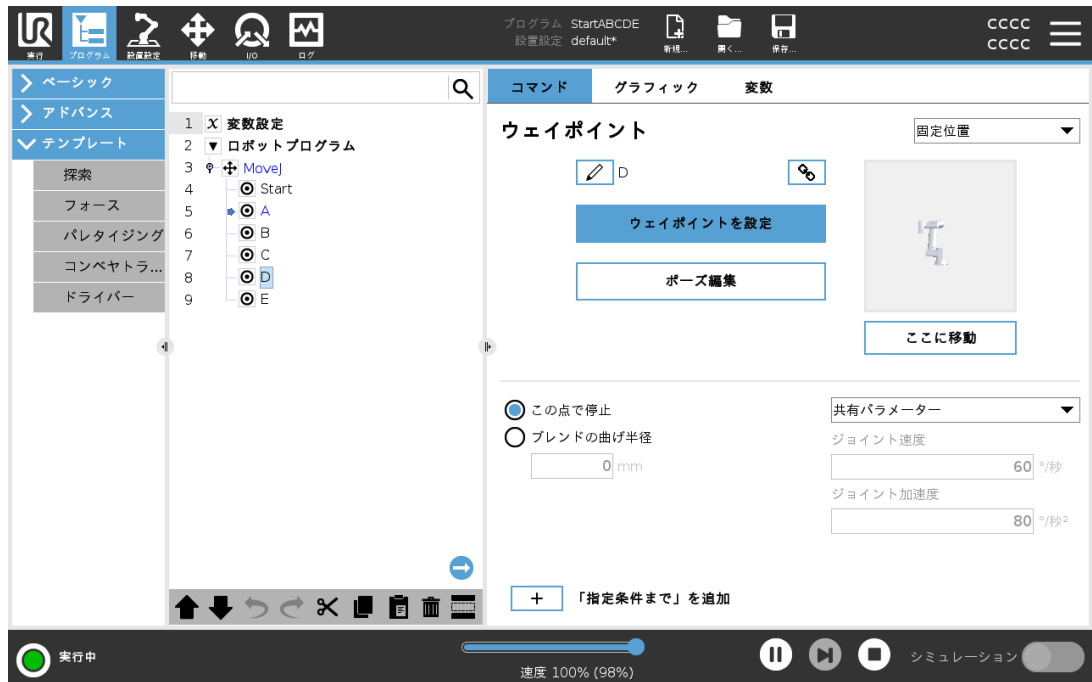 UR
プログラム StartABCDE
設置設定 default*
実行
プログラム
設置設定
移動
I/O
ログ
新規...
開く...
保存...
CCCC
CCCC
ベーシック
アドバンス
テンプレート
探索
フォース
パレタイジング
コンベヤトラ...
ドライバー
1 X 変数設定
2 ▼ ロボットプログラム
3 MoveJ
4 Start
5 A
6 B
7 C
8 D
9 E
コマンド グラフィック 変数
ウェイポイント
固定位置
D
ウェイポイントを設定
ポーズ編集
ここに移動
この点で停止
ブレンドの曲げ半径
0 mm
共有パラメーター
ジョイント速度
60 °/秒
ジョイント加速度
80 °/秒²
+ 「指定条件まで」を追加
実行中
速度 100% (98%)
シミュレーション